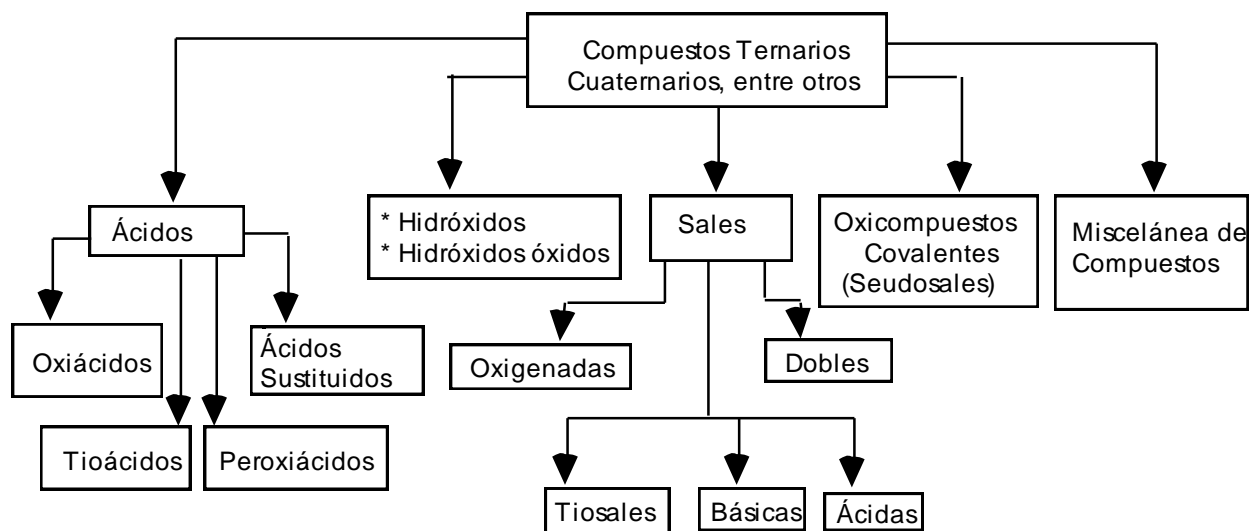 Compuestos Ternarios
Cuaternarios, entre otros
Ácidos
* Hidróxidos
* Hidróxidos óxidos
Sales
Oxicompuestos
Covalentes
(Seudosales)
Miscelánea de
Compuestos
Oxiácidos
Ácidos
Sustituidos
Oxigenadas
Dobles
Tioácidos
Peroxiácidos
Tiosales
Básicas
Ácidas